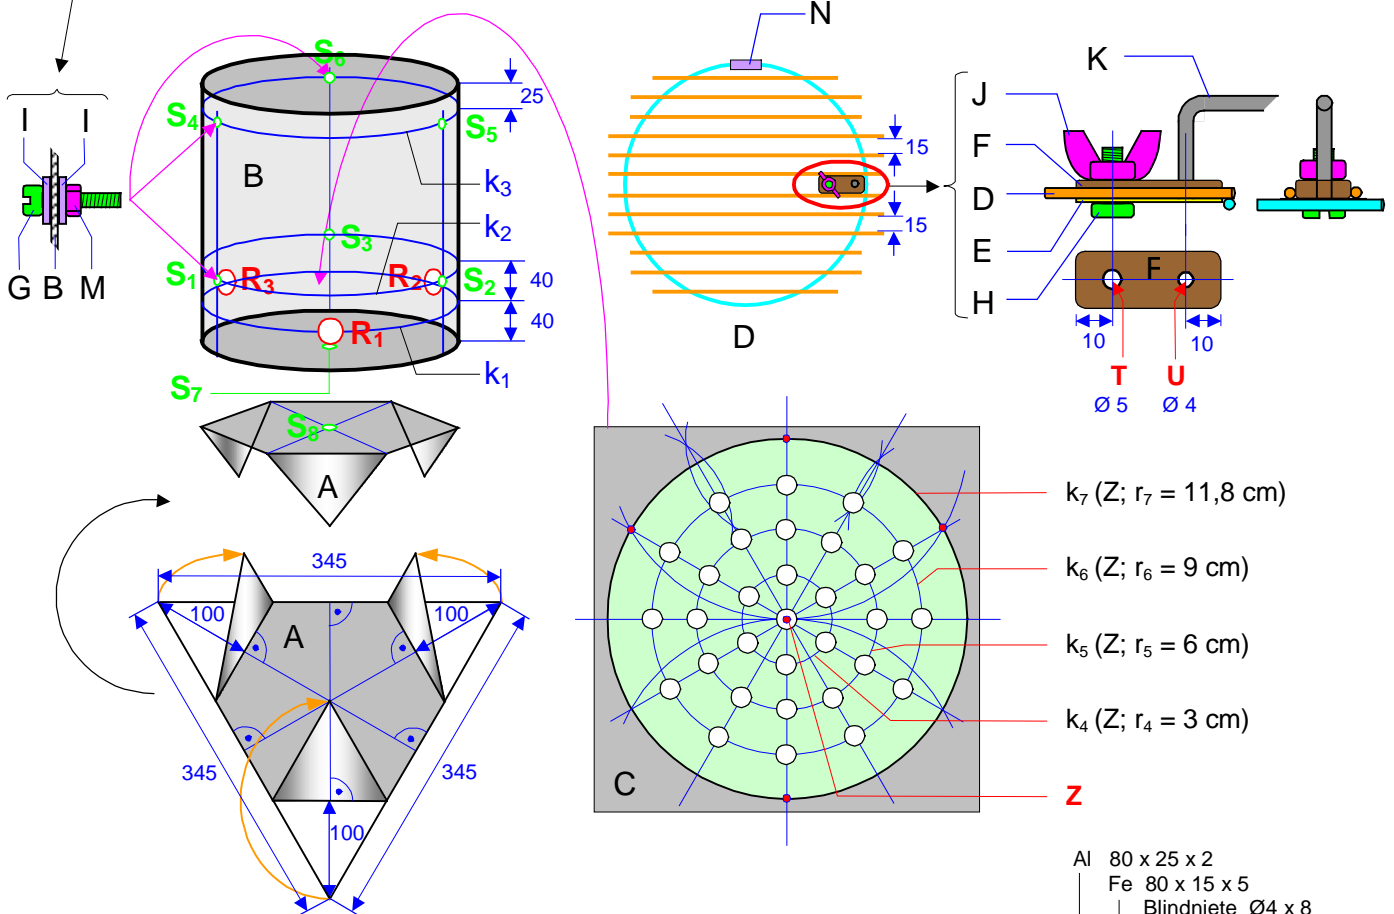 N
S₆
25
I I
S₄
S₅
B
k₃
k₂
S₃
S₁
R₃
R₂
S₂
40
G B M
R₁
40
k₁
S₇
15
15
D
J
F
D
E
H
K
F
10
10
T
U
Ø 5
Ø 4
S₈
A
345
100
100
A
345
345
100
k₇ (Z; r₇ = 11,8 cm)
k₆ (Z; r₆ = 9 cm)
k₅ (Z; r₅ = 6 cm)
k₄ (Z; r₄ = 3 cm)
C
Z
Al 80 x 25 x 2
Fe 80 x 15 x 5
Blindniete Ø4 x 8